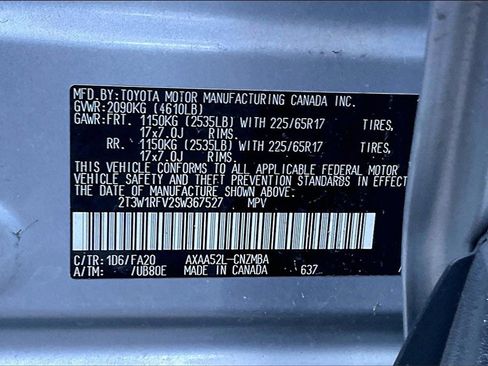 MFD.BY:TOYOTA MOTOR MANUFACTURING CANADA INC.
GVWR:2090KG (4610LB)
GAWR:FRT. 1150KG (2535LB) WITH 225/65R17 TIRES,
17x7.0J RIMS.
RR. 1150KG (2535LB) WITH 225/65R17 TIRES,
17x7.0J RIMS.
THIS VEHICLE CONFORMS TO ALL APPLICABLE FEDERAL MOTOR
VEHICLE SAFETY AND THEFT PREVENTION STANDARDS IN EFFECT ON
THE DATE OF MANUFACTURE SHOWN ABOVE.
2T3W1RFV2SW367527 MPV
C/TR:1D6/FA20 AXAA52L-CNZMBA
A/TM: /UB80E MADE IN CANADA 637